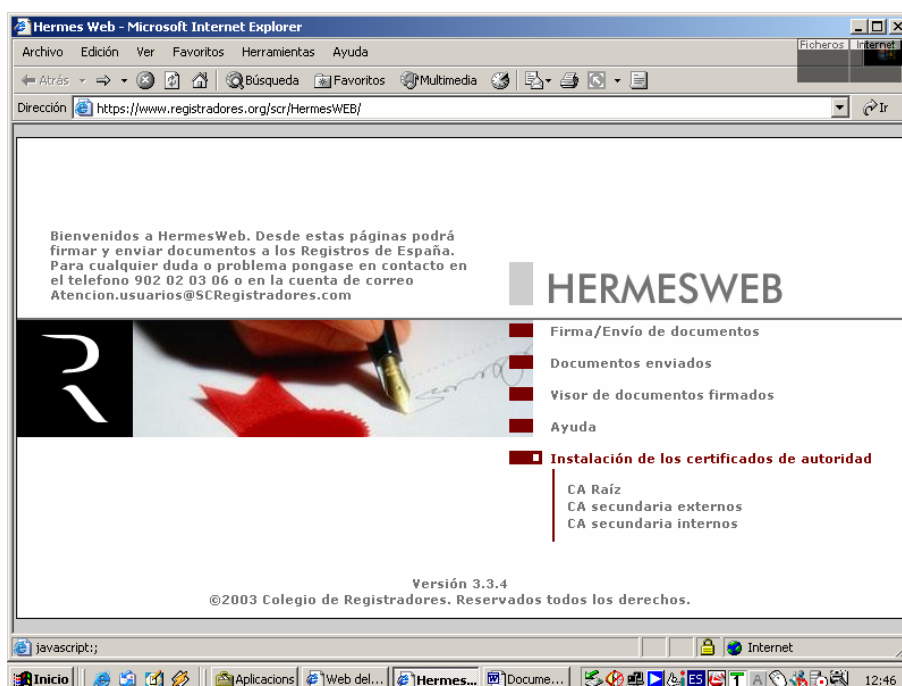 Hermes Web - Microsoft Internet Explorer
Archivo Edición Ver Favoritos Herramientas Ayuda
Ficheros Internet
Atrás Búsqueda Favoritos Multimedia
Dirección https://www.registradores.org/scr/HermesWEB/ Ir
Bienvenidos a HermesWeb. Desde estas páginas podrá
firmar y enviar documentos a los Registros de España.
Para cualquier duda o problema pongase en contacto en
el telefono 902 02 03 06 o en la cuenta de correo
Atencion.usuarios@SCRegistradores.com
HERMESWEB
Firma/Envío de documentos
Documentos enviados
Visor de documentos firmados
Ayuda
Instalación de los certificados de autoridad
CA Raíz
CA secundaria externos
CA secundaria internos
Versión 3.3.4
©2003 Colegio de Registradores. Reservados todos los derechos.
javascript:; Internet
Inicio Aplicacions Web del... Hermes... Docume... ES 12:46